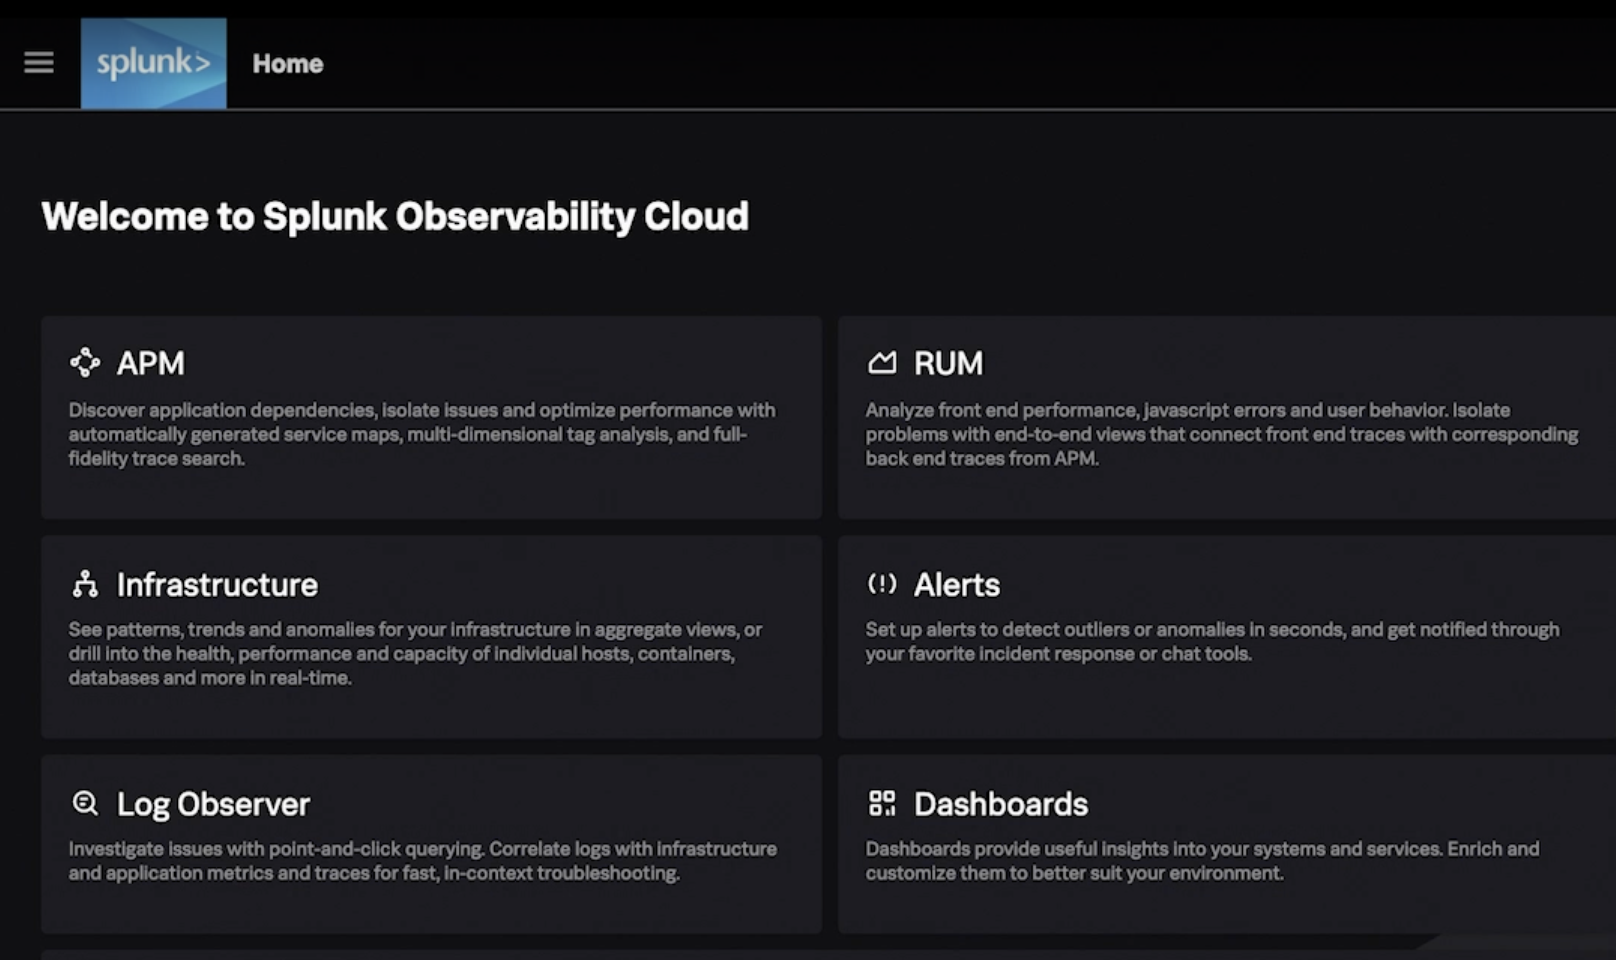 splunk>
Home
Welcome to Splunk Observability Cloud
APM
Discover application dependencies, isolate issues and optimize performance with
automatically generated service maps, multi-dimensional tag analysis, and full-
fidelity trace search.
RUM
Analyze front end performance, javascript errors and user behavior. Isolate
problems with end-to-end views that connect front end traces with corresponding
back end traces from APM.
Infrastructure
See patterns, trends and anomalies for your infrastructure in aggregate views, or
drill into the health, performance and capacity of individual hosts, containers,
databases and more in real-time.
Alerts
Set up alerts to detect outliers or anomalies in seconds, and get notified through
your favorite incident response or chat tools.
Log Observer
Investigate issues with point-and-click querying. Correlate logs with infrastructure
and application metrics and traces for fast, in-context troubleshooting.
Dashboards
Dashboards provide useful insights into your systems and services. Enrich and
customize them to better suit your environment.